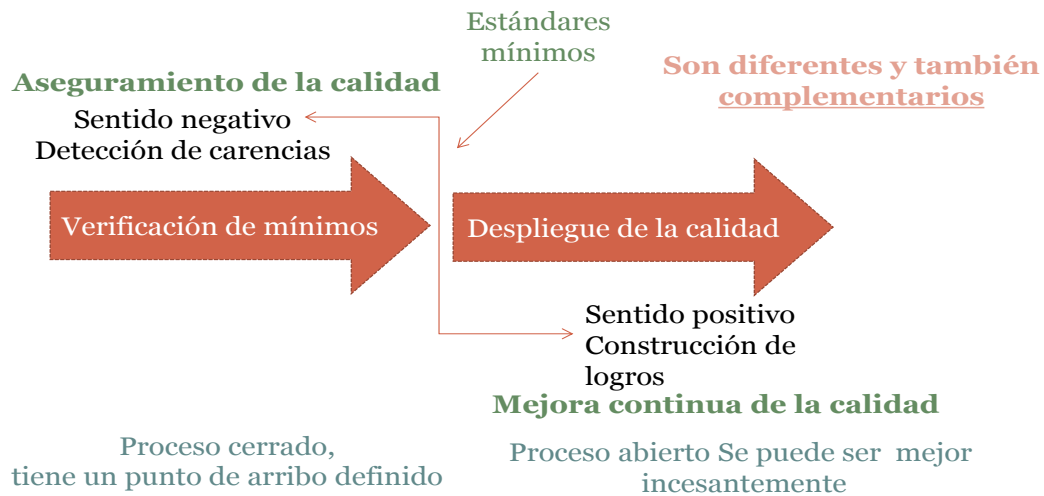 Estándares
mínimos
Aseguramiento de la calidad
Sentido negativo
Detección de carencias
Son diferentes y también
complementarios
Verificación de mínimos
Despliegue de la calidad
Sentido positivo
Construcción de
logros
Mejora continua de la calidad
Proceso cerrado,
tiene un punto de arribo definido
Proceso abierto Se puede ser mejor
incesantemente